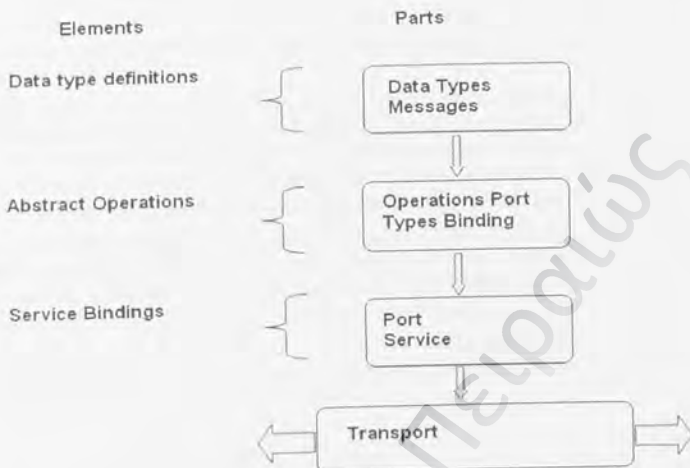 Elements
Parts
Data type definitions
Data Types
Messages
Abstract Operations
Operations Port
Types Binding
Service Bindings
Port
Service
Transport
Πειραιώς